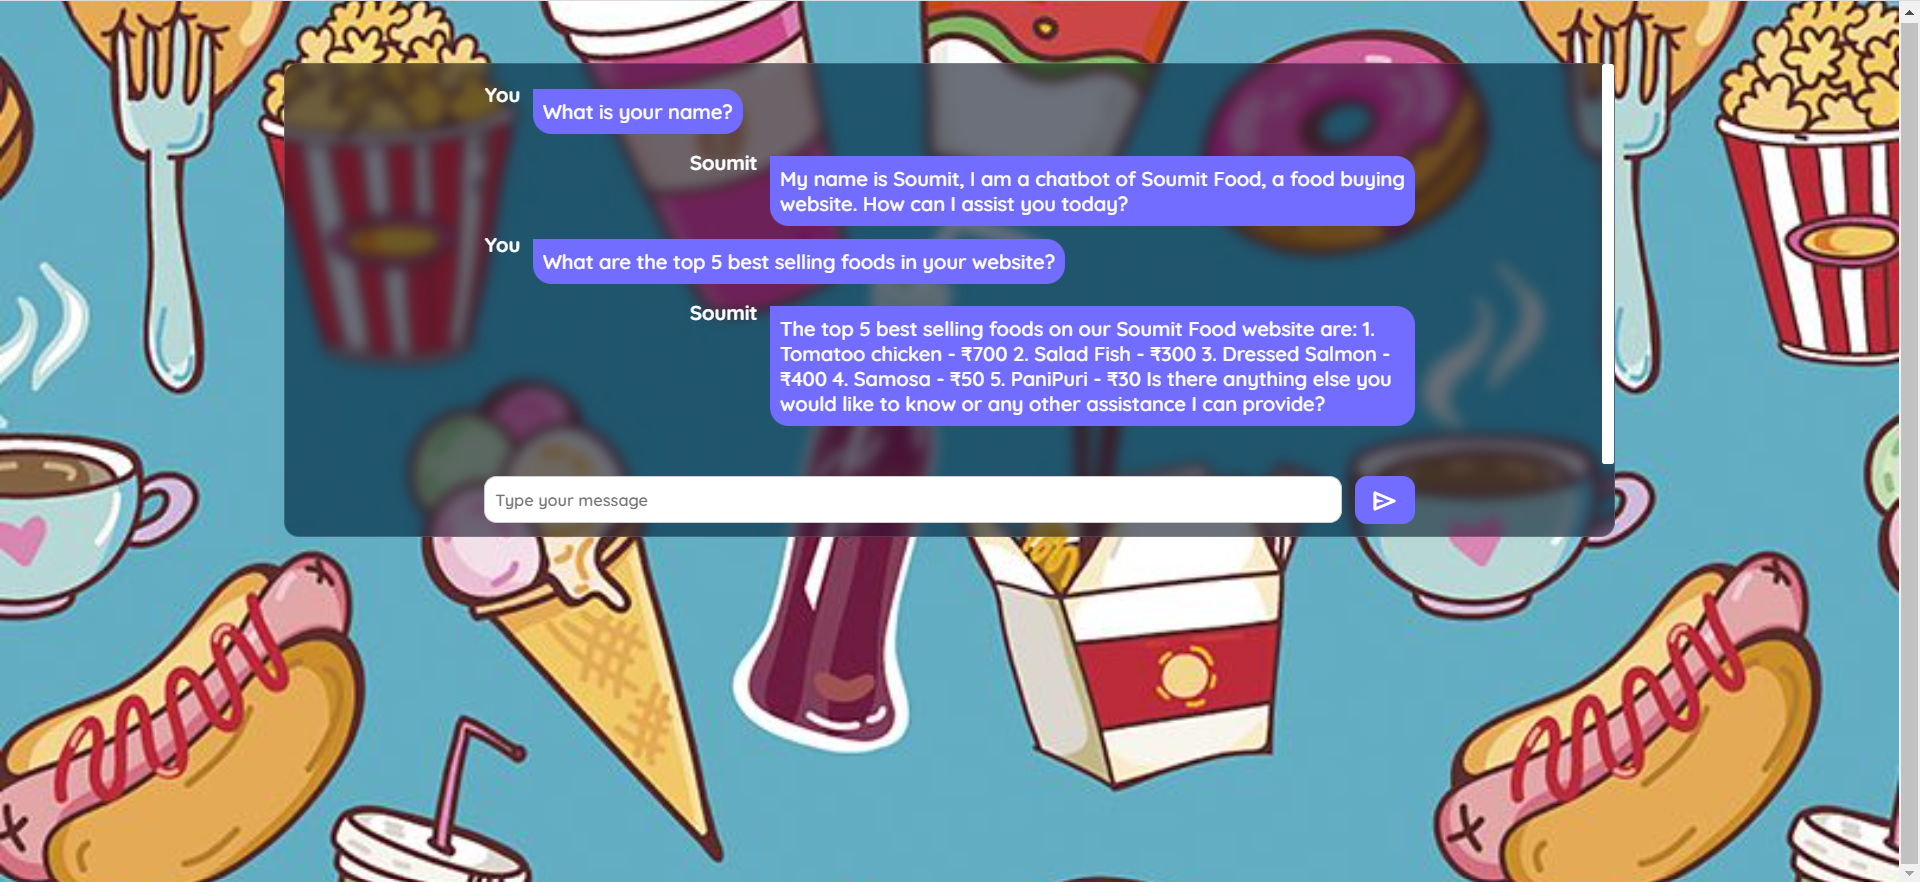 You
What is your name?
Soumit
My name is Soumit, I am a chatbot of Soumit Food, a food buying
website. How can I assist you today?
You
What are the top 5 best selling foods in your website?
Soumit
The top 5 best selling foods on our Soumit Food website are: 1.
Tomatoo chicken - ₹700 2. Salad Fish - ₹300 3. Dressed Salmon -
₹400 4. Samosa - ₹50 5. PaniPuri - ₹30 Is there anything else you
would like to know or any other assistance I can provide?
Type your message